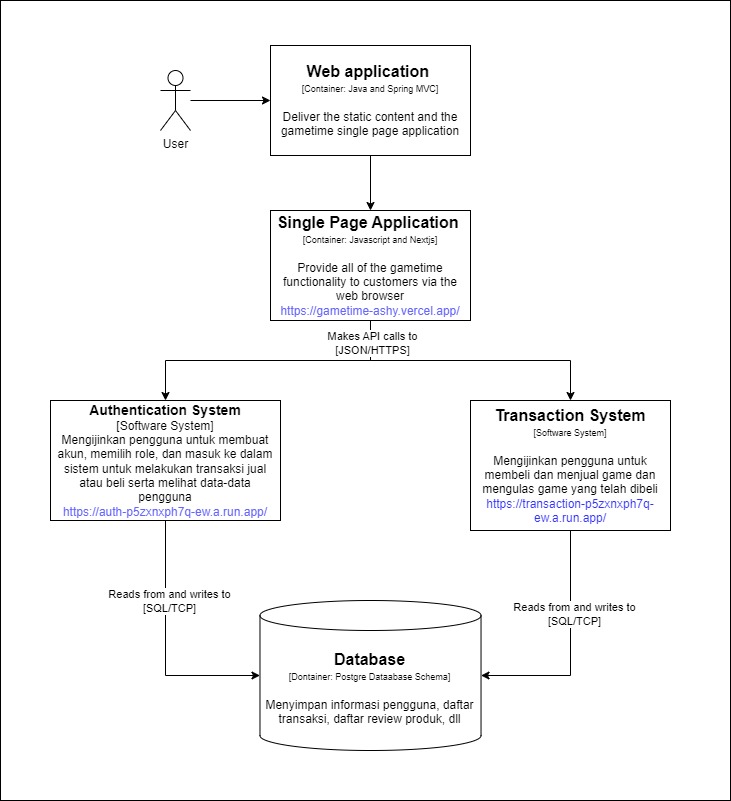 Web application
[Container: Java and Spring MVC]
Deliver the static content and the
gametime single page application
User
Single Page Application
[Container: Javascript and Nextjs]
Provide all of the gametime
functionality to customers via the
web browser
https://gametime-ashy.vercel.app/
Makes API calls to
[JSON/HTTPS]
Authentication System
[Software System]
Mengijinkan pengguna untuk membuat
akun, memilih role, dan masuk ke dalam
sistem untuk melakukan transaksi jual
atau beli serta melihat data-data
pengguna
https://auth-p5zxnxph7q-ew.a.run.app/
Transaction System
[Software System]
Mengijinkan pengguna untuk
membeli dan menjual game dan
mengulas game yang telah dibeli
https://transaction-p5zxnxph7q-
ew.a.run.app/
Reads from and writes to
[SQL/TCP]
Reads from and writes to
[SQL/TCP]
Database
[Dontainer: Postgre Dataabase Schema]
Menyimpan informasi pengguna, daftar
transaksi, daftar review produk, dll